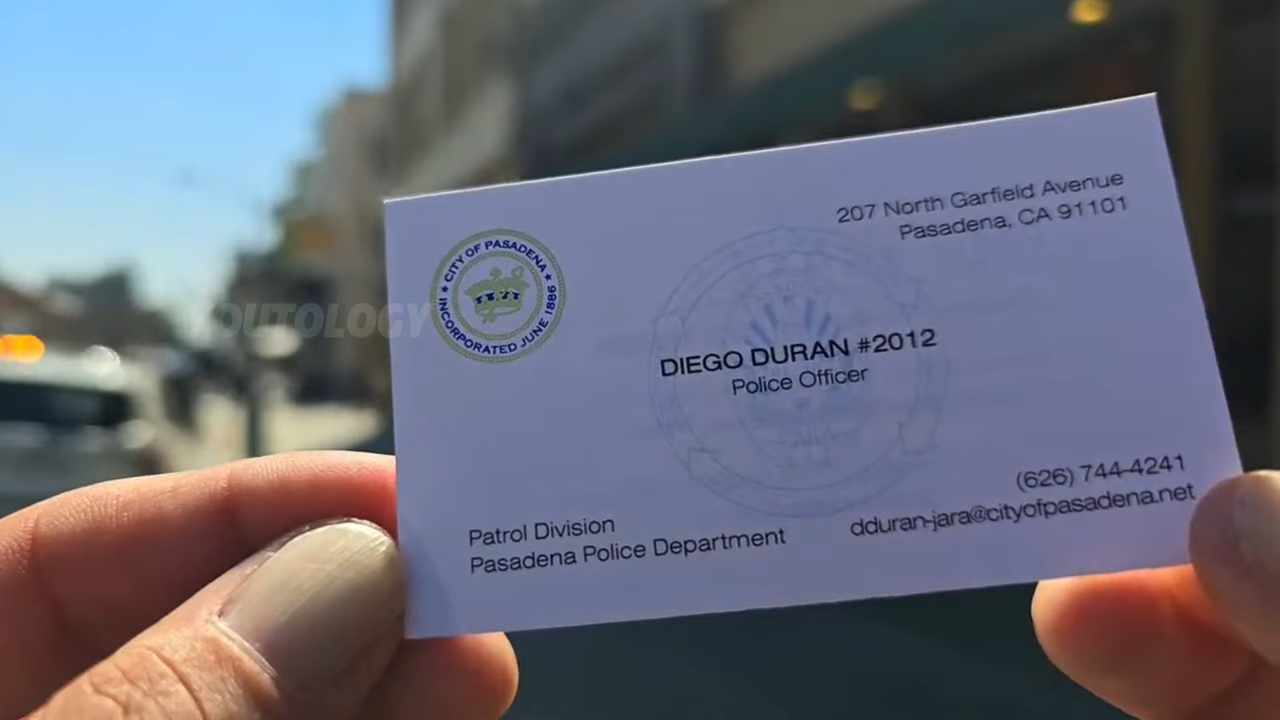 207 North Garfield Avenue
Pasadena, CA 91101
CITY OF PASADENA
INCORPORATED JUNE 1886
DIEGO DURAN #2012
Police Officer
(626) 744-4241
dduran-jara@cityofpasadena.net
Patrol Division
Pasadena Police Department